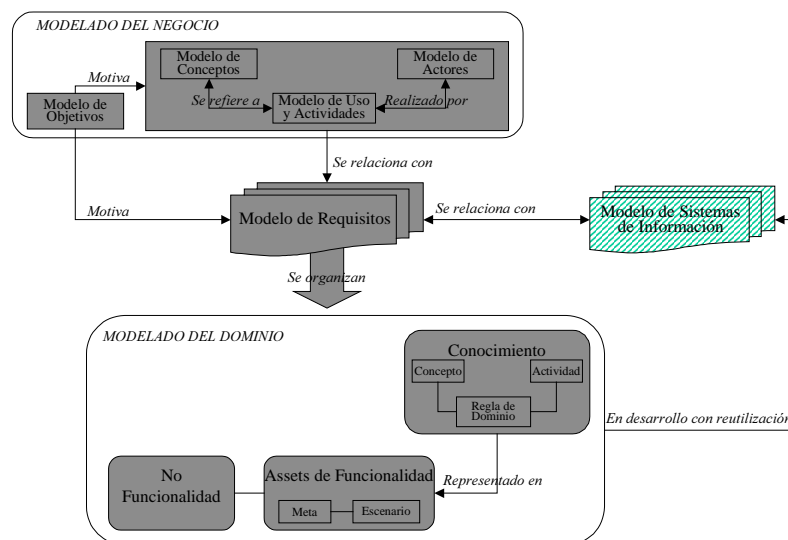 MODELADO DEL NEGOCIO
Modelo de
Conceptos
Modelo de
Actores
Motiva
Se refiere a
Modelo de Uso
y Actividades
Realizado por
Modelo de
Objetivos
Se relaciona con
Motiva
Modelo de Requisitos
Se relaciona con
Modelo de Sistemas
de Información
Se organizan
MODELADO DEL DOMINIO
Conocimiento
Concepto
Actividad
Regla de
Dominio
En desarrollo con reutilización
No
Funcionalidad
Assets de Funcionalidad
Representado en
Meta
Escenario